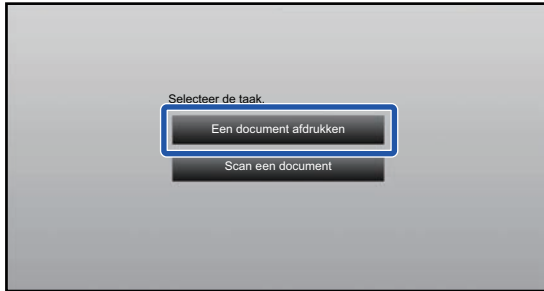 Selecteer de taak.
Een document afdrukken
Scan een document